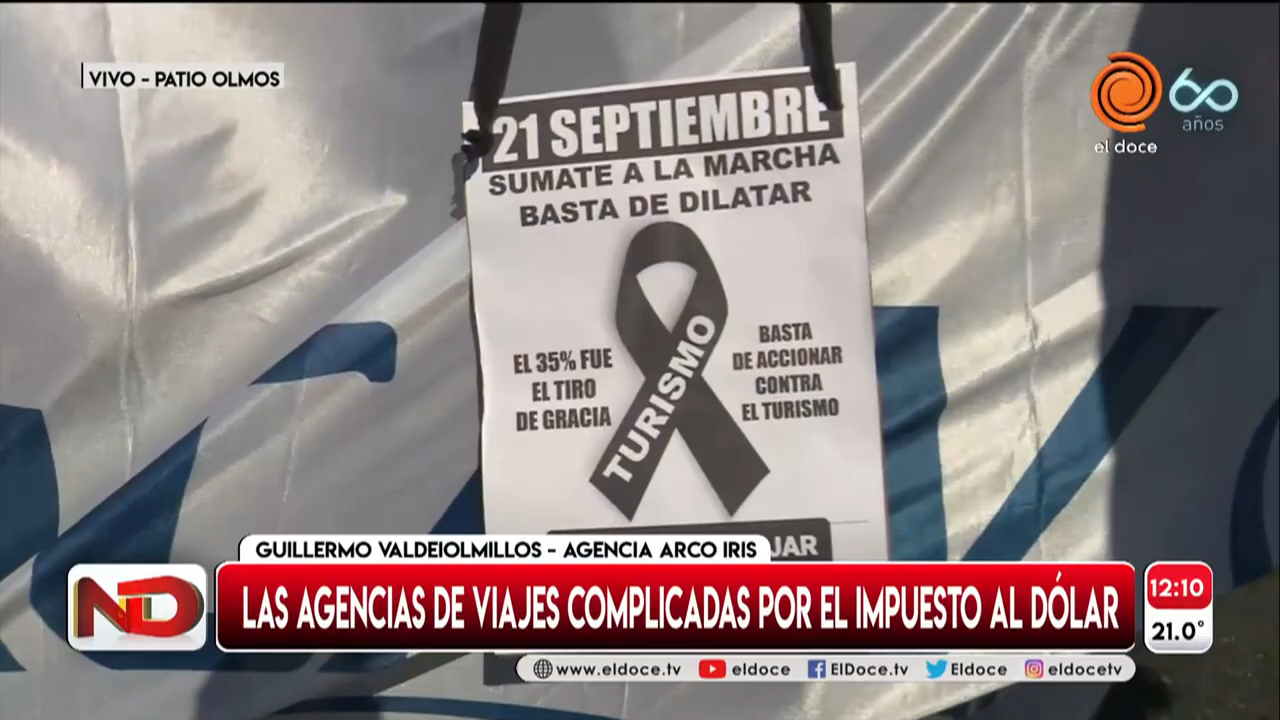 VIVO - PATIO OLMOS
60
años
el doce
21 SEPTIEMBRE
SUMATE A LA MARCHA
BASTA DE DILATAR
EL 35% FUE
EL TIRO
DE GRACIA
TURISMO
BASTA
DE ACCIONAR
CONTRA
EL TURISMO
GUILLERMO VALDEIOLMILLOS - AGENCIA ARCO IRIS
ND
LAS AGENCIAS DE VIAJES COMPLICADAS POR EL IMPUESTO AL DÓLAR
12:10
21.0°
www.eldoce.tv eldoce ElDoce.tv ElDoce eldocetv